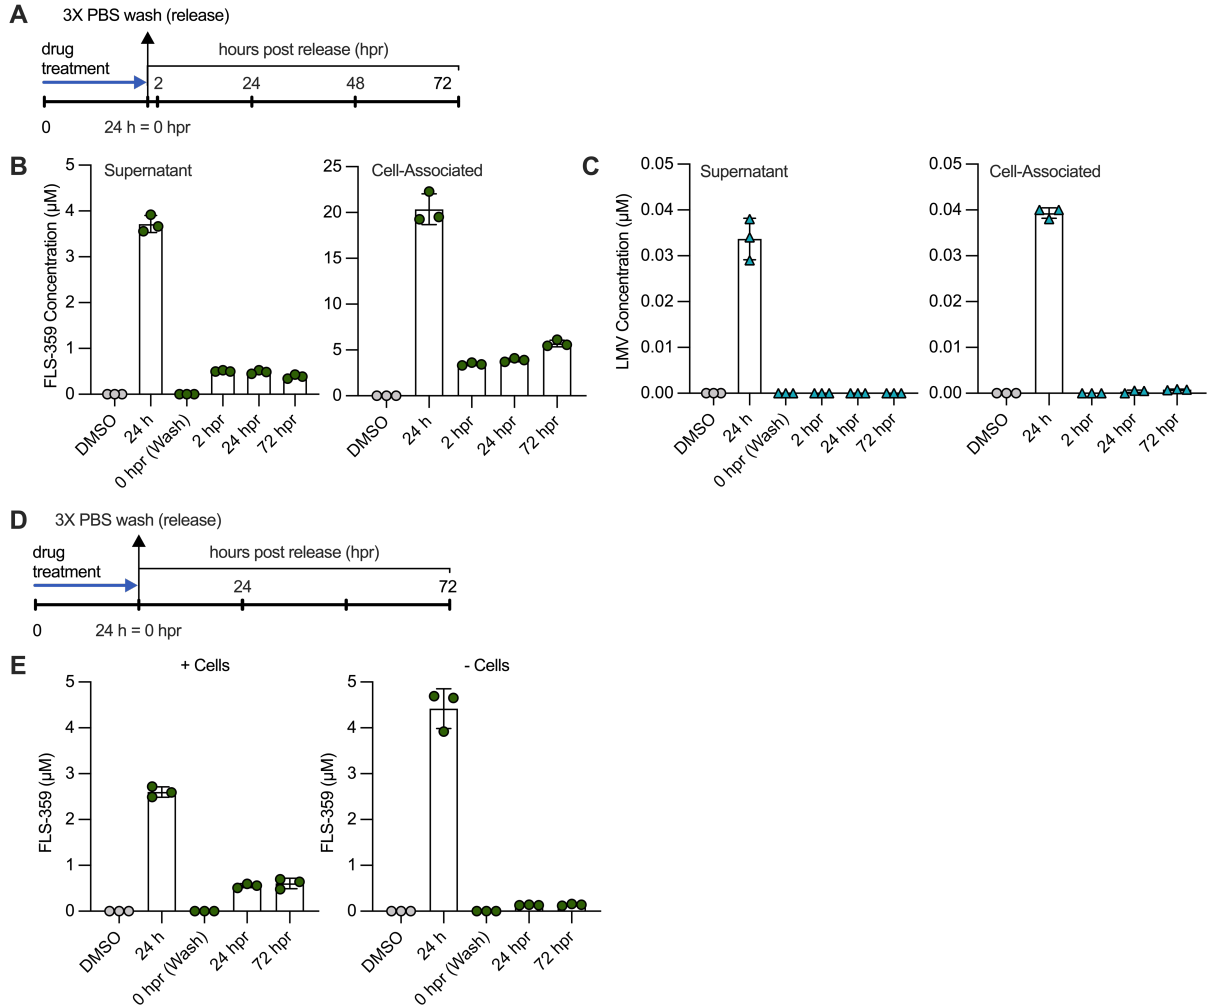 A
3X PBS wash (release)
drug
treatment
hours post release (hpr)
2
24
48
72
0
24 h = 0 hpr
B
Supernatant
FLS-359 Concentration (µM)
5
4
3
2
1
0
DMSO
24 h
0 hpr (Wash)
2 hpr
24 hpr
72 hpr
Cell-Associated
25
20
15
10
5
0
DMSO
24 h
2 hpr
24 hpr
72 hpr
C
Supernatant
LMV Concentration (µM)
0.05
0.04
0.03
0.02
0.01
0.00
DMSO
24 h
0 hpr (Wash)
2 hpr
24 hpr
72 hpr
Cell-Associated
0.05
0.04
0.03
0.02
0.01
0.00
DMSO
24 h
2 hpr
24 hpr
72 hpr
D
3X PBS wash (release)
drug
treatment
hours post release (hpr)
24
72
0
24 h = 0 hpr
E
+ Cells
FLS-359 (µM)
5
4
3
2
1
0
DMSO
24 h
0 hpr (Wash)
24 hpr
72 hpr
- Cells
FLS-359 (µM)
5
4
3
2
1
0
DMSO
24 h
0 hpr (Wash)
24 hpr
72 hpr